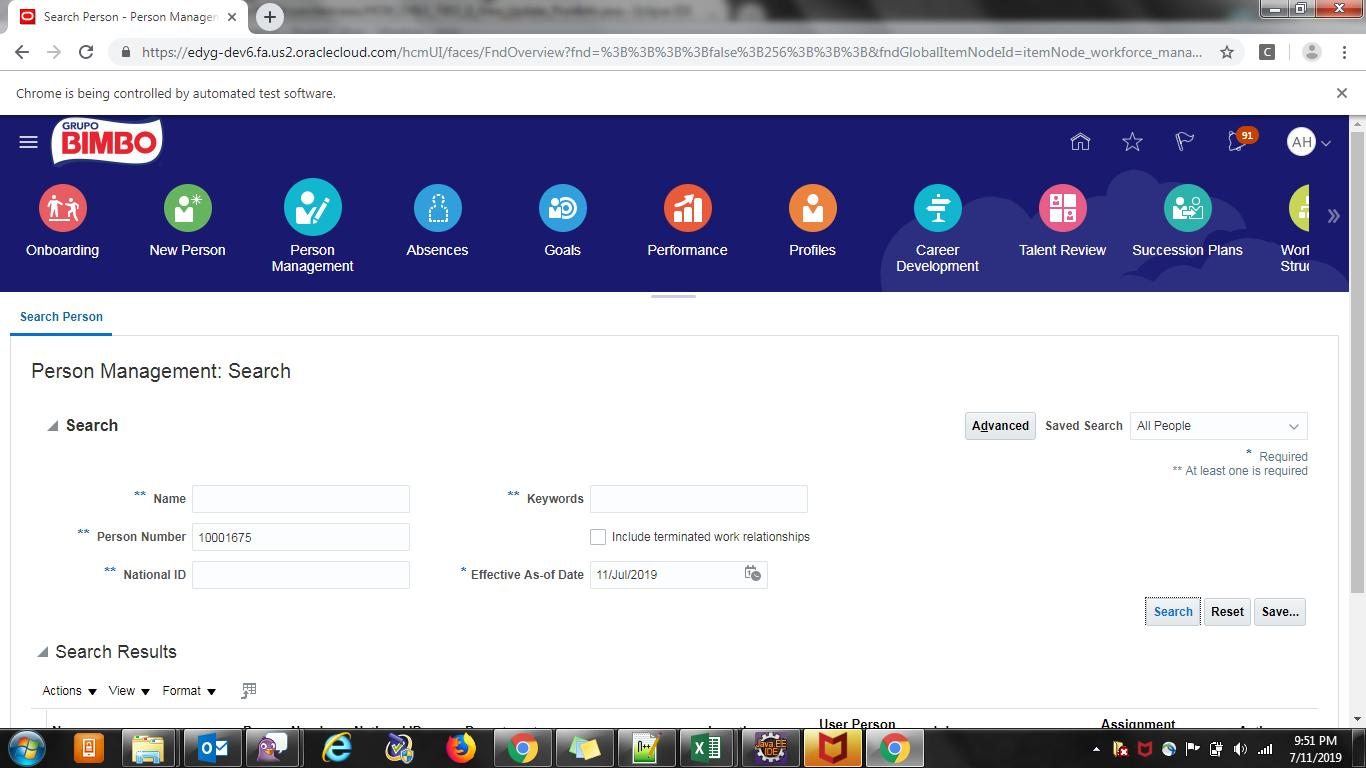 Search Person - Person Managem
https://edyg-dev6.fa.us2.oraclecloud.com/hcmUI/faces/FndOverview?fnd=%3B%3B%3B%3Bfalse%3B256%3B%3B%3B&fndGlobalItemNodeId=itemNode_workforce_mana...
C
Chrome is being controlled by automated test software.
GRUPO
BIMBO
91
AH
Onboarding
New Person
Person
Management
Absences
Goals
Performance
Profiles
Career
Development
Talent Review
Succession Plans
Search Person
Person Management: Search
Search
Advanced
Saved Search
All People
* Required
** At least one is required
** Name
** Keywords
** Person Number 10001675
Include terminated work relationships
** National ID
* Effective As-of Date 11/Jul/2019
Search Reset Save...
Search Results
Actions View Format
User Person
Assignment
Java EE
IDE
9:51 PM
7/11/2019